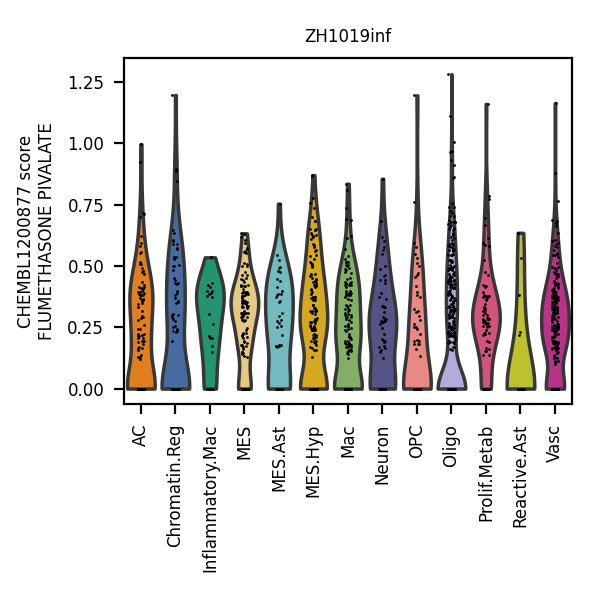 ZH1019inf
CHEMBL1200877 score
FLUMETHASONE PIVALATE
1.25
1.00
0.75
0.50
0.25
0.00
AC
Chromatin.Reg
Inflammatory.Mac
MES
MES.Ast
MES.Hyp
Mac
Neuron
OPC
Oligo
Prolif.Metab
Reactive.Ast
Vasc